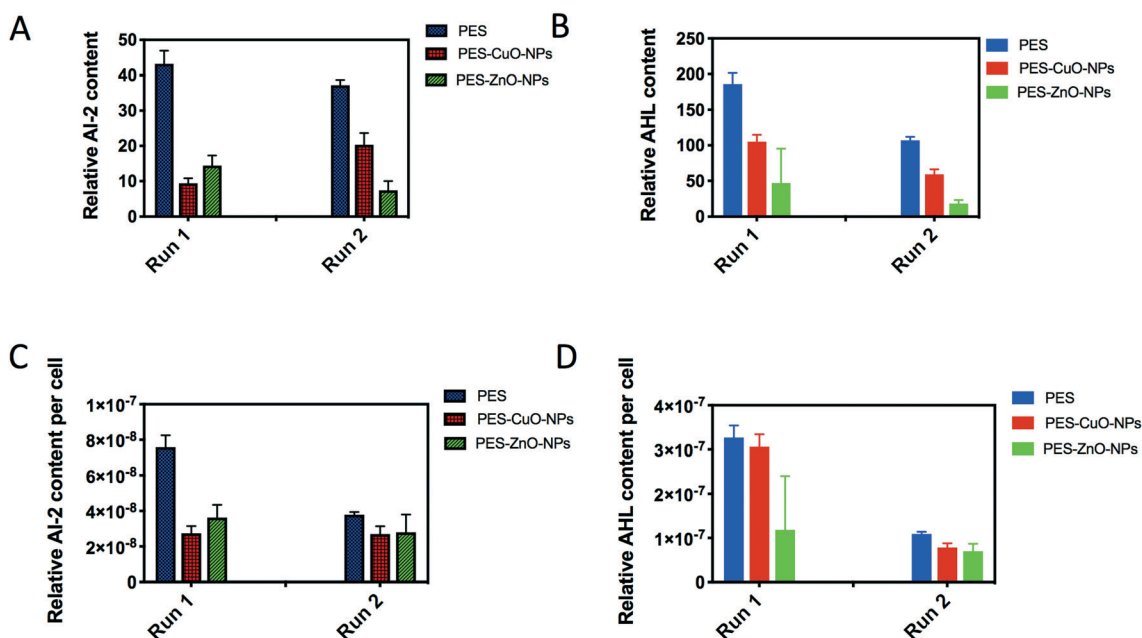 A
Relative AI-2 content
50
40
30
20
10
0
Run 1
Run 2
PES
PES-CuO-NPs
PES-ZnO-NPs
B
Relative AHL content
250
200
150
100
50
0
Run 1
Run 2
PES
PES-CuO-NPs
PES-ZnO-NPs
C
Relative AI-2 content per cell
1×10⁻⁷
8×10⁻⁸
6×10⁻⁸
4×10⁻⁸
2×10⁻⁸
0
Run 1
Run 2
PES
PES-CuO-NPs
PES-ZnO-NPs
D
Relative AHL content per cell
4×10⁻⁷
3×10⁻⁷
2×10⁻⁷
1×10⁻⁷
0
Run 1
Run 2
PES
PES-CuO-NPs
PES-ZnO-NPs